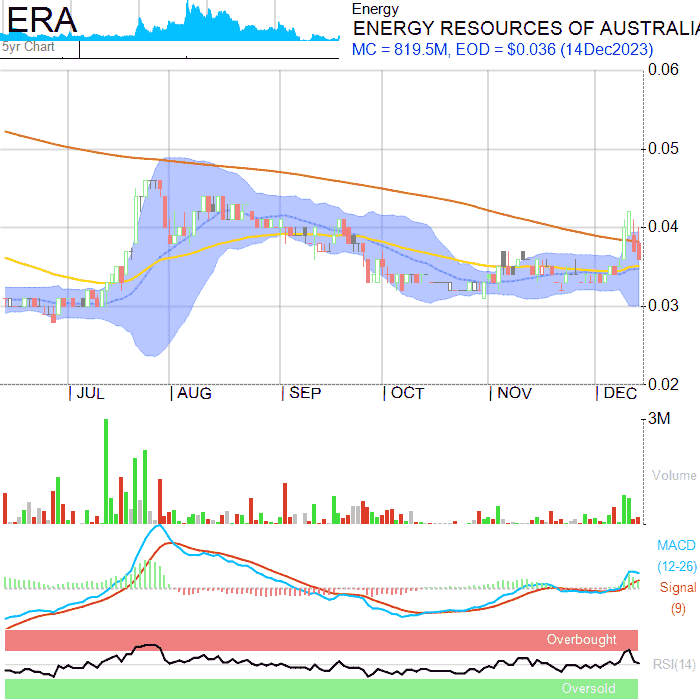 ERA
5yr Chart
Energy
ENERGY RESOURCES OF AUSTRALIA
MC = 819.5M, EOD = $0.036 (14Dec2023)
0.06
0.05
0.04
0.03
0.02
JUL AUG SEP OCT NOV DEC
3M
Volume
MACD
(12-26)
Signal
(9)
Overbought
RSI(14)
Oversold